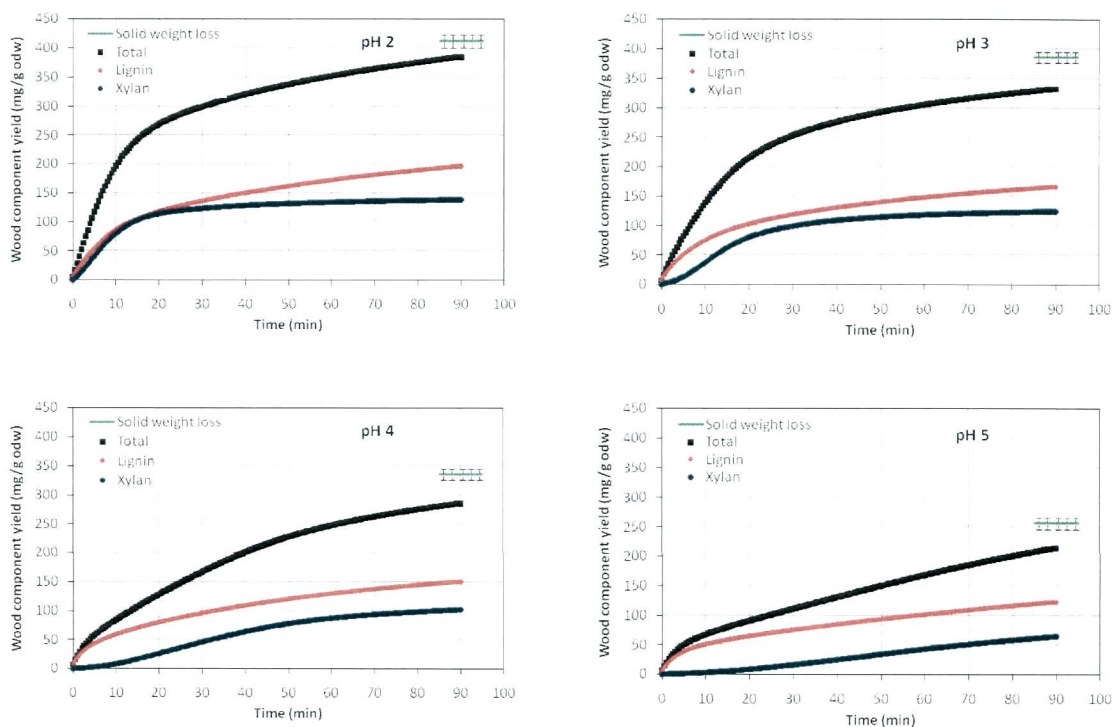 Wood component yield (mg/g odw)
450
400
350
300
250
200
150
100
50
0
Solid weight loss
Total
Lignin
Xylan
pH 2
0 10 20 30 40 50 60 70 80 90 100
Time (min)
Wood component yield (mg/g odw)
450
400
350
300
250
200
150
100
50
0
Solid weight loss
Total
Lignin
Xylan
pH 3
0 10 20 30 40 50 60 70 80 90 100
Time (min)
Wood component yield (mg/g odw)
450
400
350
300
250
200
150
100
50
0
Solid weight loss
Total
Lignin
Xylan
pH 4
0 10 20 30 40 50 60 70 80 90 100
Time (min)
Wood component yield (mg/g odw)
450
400
350
300
250
200
150
100
50
0
Solid weight loss
Total
Lignin
Xylan
pH 5
0 10 20 30 40 50 60 70 80 90 100
Time (min)